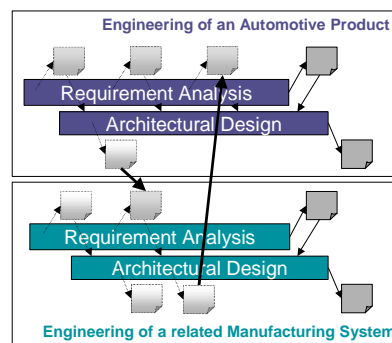 Engineering of an Automotive Product
Requirement Analysis
Architectural Design
Requirement Analysis
Architectural Design
Engineering of a related Manufacturing System